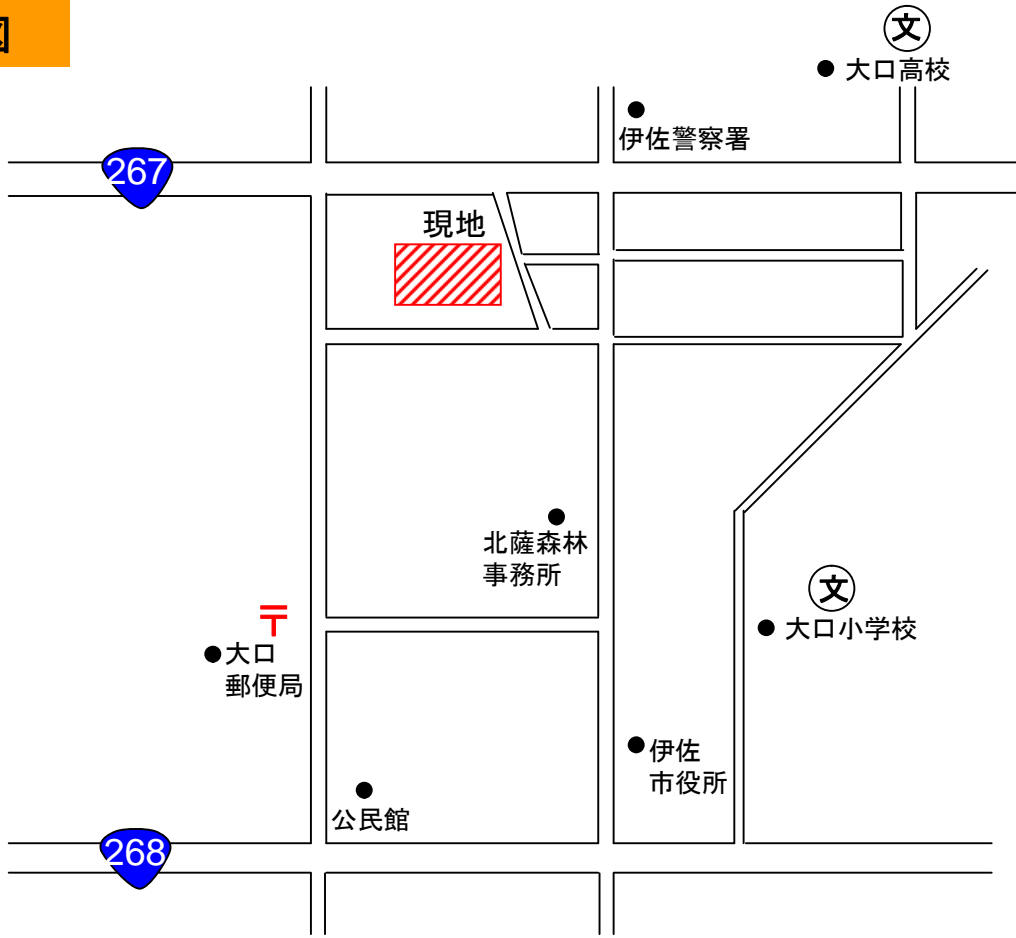 図
文
大口高校
伊佐警察署
267
現地
北薩森林
事務所
文
大口小学校
〒
大口
郵便局
伊佐
市役所
公民館
268